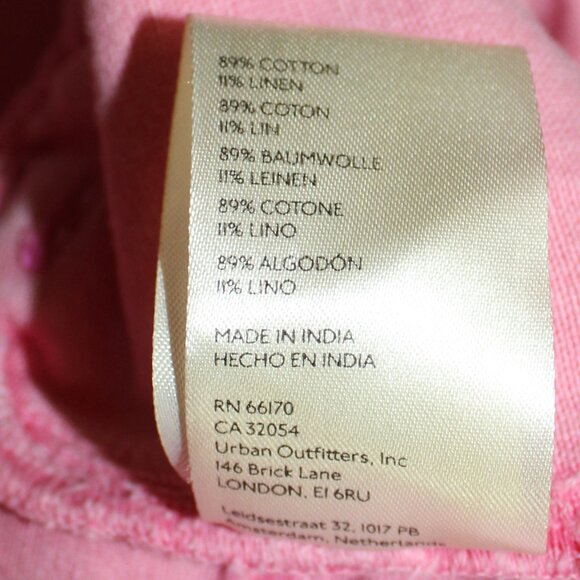 89% COTTON
11% LINEN
89% COTON
11% LIN
89% BAUMWOLLE
11% LEINEN
89% COTONE
11% LINO
89% ALGODÓN
11% LINO
MADE IN INDIA
HECHO EN INDIA
RN 66170
CA 32054
Urban Outfitters, Inc
146 Brick Lane
LONDON, E1 6RU
Leidsestraat 32, 1017 PB
Amsterdam, Netherlands